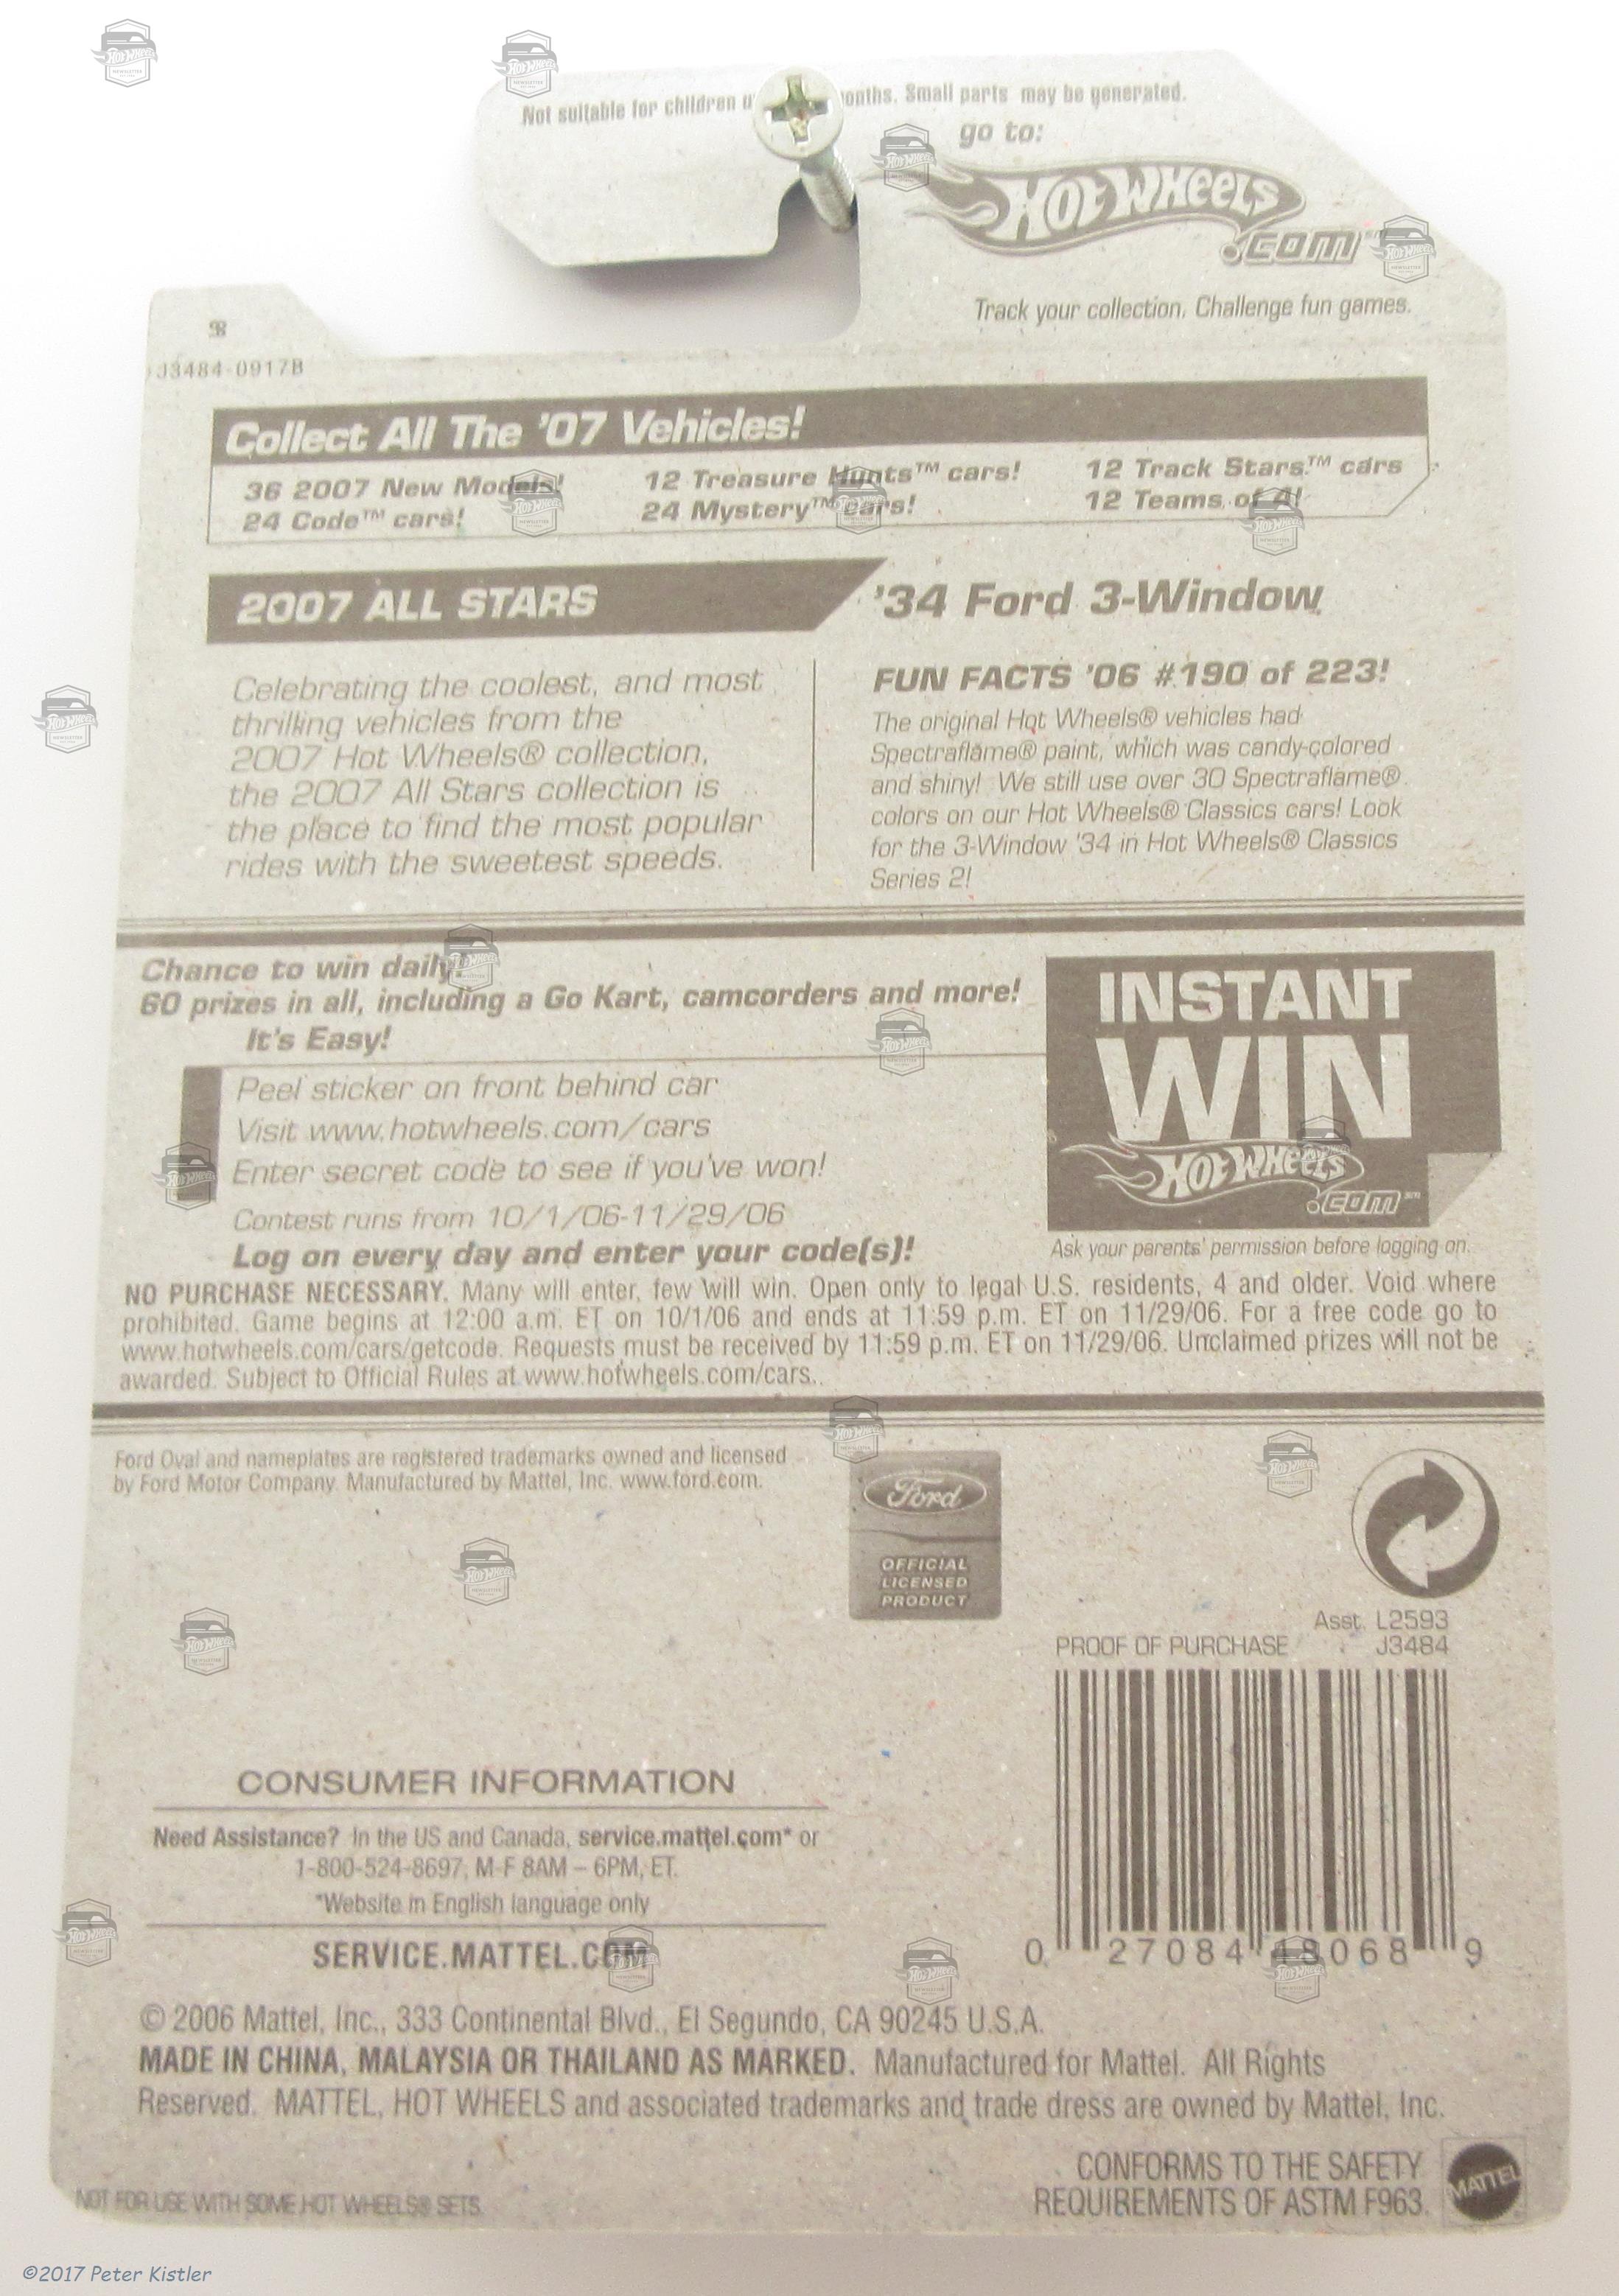 Not suitable for children onths. Small parts may be generated.
go to:
HOT WHEELS
.com
Track your collection. Challenge fun games.
J3484-0917B
Collect All The '07 Vehicles!
36 2007 New Models! 12 Treasure Hunts™ cars! 12 Track Stars™ cars
24 Code™ cars! 24 Mystery™ cars! 12 Teams of 4!
2007 ALL STARS
'34 Ford 3-Window
Celebrating the coolest, and most
thrilling vehicles from the
2007 Hot Wheels® collection,
the 2007 All Stars collection is
the place to find the most popular
rides with the sweetest speeds.
FUN FACTS '06 #190 of 223!
The original Hot Wheels® vehicles had
Spectraflame® paint, which was candy-colored
and shiny! We still use over 30 Spectraflame®
colors on our Hot Wheels® Classics cars! Look
for the 3-Window '34 in Hot Wheels® Classics
Series 2!
Chance to win daily!
60 prizes in all, including a Go Kart, camcorders and more!
It's Easy!
Peel sticker on front behind car
Visit www.hotwheels.com/cars
Enter secret code to see if you've won!
Contest runs from 10/1/06-11/29/06
Log on every day and enter your code(s)!
INSTANT
WIN
HOT WHEELS
.com
Ask your parents' permission before logging on.
NO PURCHASE NECESSARY. Many will enter, few will win. Open only to legal U.S. residents, 4 and older. Void where
prohibited. Game begins at 12:00 a.m. ET on 10/1/06 and ends at 11:59 p.m. ET on 11/29/06. For a free code go to
www.hotwheels.com/cars/getcode. Requests must be received by 11:59 p.m. ET on 11/29/06. Unclaimed prizes will not be
awarded. Subject to Official Rules at www.hotwheels.com/cars.
Ford Oval and nameplates are registered trademarks owned and licensed
by Ford Motor Company. Manufactured by Mattel, Inc. www.ford.com.
Ford
OFFICIAL
LICENSED
PRODUCT
Asst. L2593
PROOF OF PURCHASE J3484
0 27084 18068 9
CONSUMER INFORMATION
Need Assistance? In the US and Canada, service.mattel.com* or
1-800-524-8697, M-F 8AM – 6PM, ET.
*Website in English language only
SERVICE.MATTEL.COM
© 2006 Mattel, Inc., 333 Continental Blvd., El Segundo, CA 90245 U.S.A.
MADE IN CHINA, MALAYSIA OR THAILAND AS MARKED. Manufactured for Mattel. All Rights
Reserved. MATTEL, HOT WHEELS and associated trademarks and trade dress are owned by Mattel, Inc.
CONFORMS TO THE SAFETY
REQUIREMENTS OF ASTM F963.
MATTEL
NOT FOR USE WITH SOME HOT WHEELS® SETS.
©2017 Peter Kistler